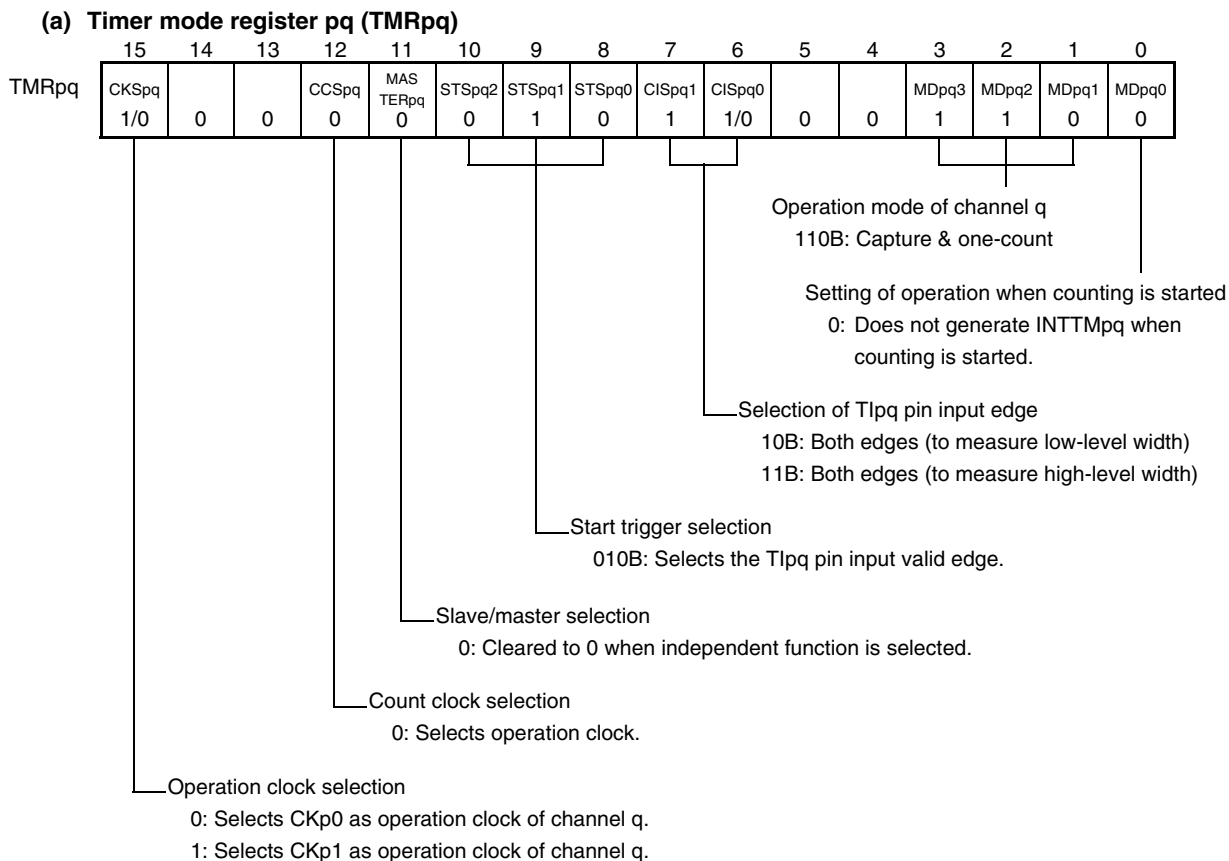 (a) Timer mode register pq (TMRpq)
15 14 13 12 11 10 9 8 7 6 5 4 3 2 1 0
TMRpq CKSpq CCSpq MAS TERpq STSpq2 STSpq1 STSpq0 CISpq1 CISpq0 MDpq3 MDpq2 MDpq1 MDpq0
1/0 0 0 0 0 0 1 0 1 1/0 0 0 1 1 0 0
Operation mode of channel q
110B: Capture & one-count
Setting of operation when counting is started
0: Does not generate INTTMpq when
counting is started.
Selection of TIpq pin input edge
10B: Both edges (to measure low-level width)
11B: Both edges (to measure high-level width)
Start trigger selection
010B: Selects the TIpq pin input valid edge.
Slave/master selection
0: Cleared to 0 when independent function is selected.
Count clock selection
0: Selects operation clock.
Operation clock selection
0: Selects CKp0 as operation clock of channel q.
1: Selects CKp1 as operation clock of channel q.